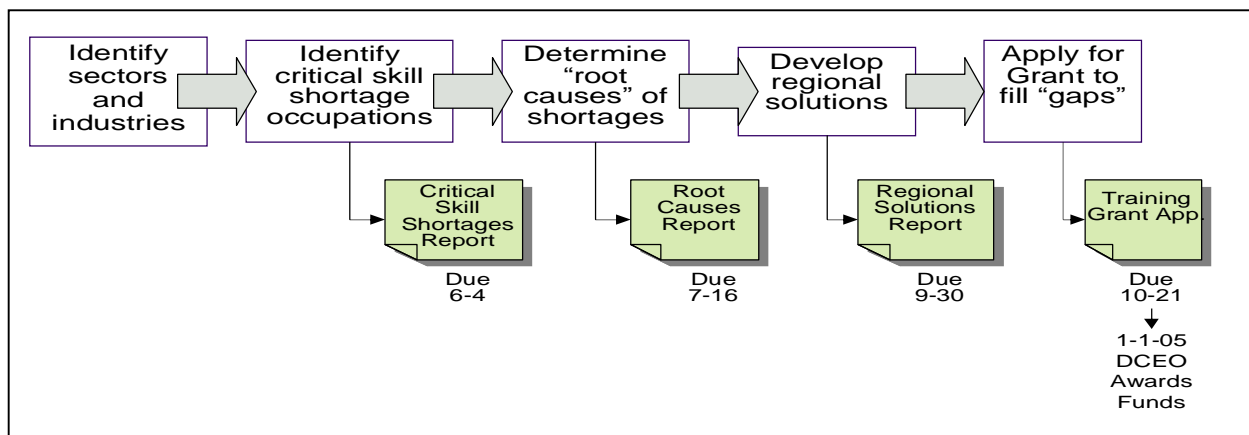 Identify
sectors
and
industries
Identify
critical skill
shortage
occupations
Determine
“root
causes” of
shortages
Develop
regional
solutions
Apply for
Grant to
fill “gaps”
Critical
Skill
Shortages
Report
Due
6-4
Root
Causes
Report
Due
7-16
Regional
Solutions
Report
Due
9-30
Training
Grant App.
Due
10-21
1-1-05
DCEO
Awards
Funds